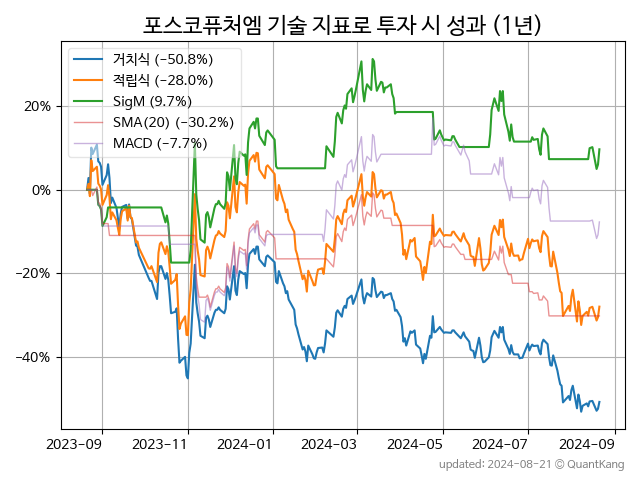 포스코퓨처엠 기술 지표로 투자 시 성과 (1년)
거치식 (−50.8%)
적립식 (−28.0%)
SigM (9.7%)
SMA(20) (−30.2%)
MACD (−7.7%)
20%
0%
−20%
−40%
2023−09 2023−11 2024−01 2024−03 2024−05 2024−07 2024−09
updated: 2024-08-21 © QuantKang